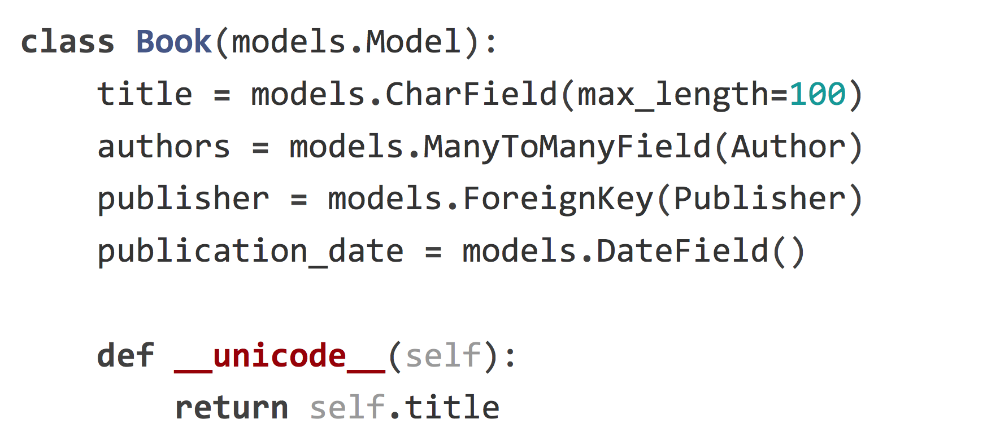 class Book(models.Model):
    title = models.CharField(max_length=100)
    authors = models.ManyToManyField(Author)
    publisher = models.ForeignKey(Publisher)
    publication_date = models.DateField()

    def __unicode__(self):
        return self.title